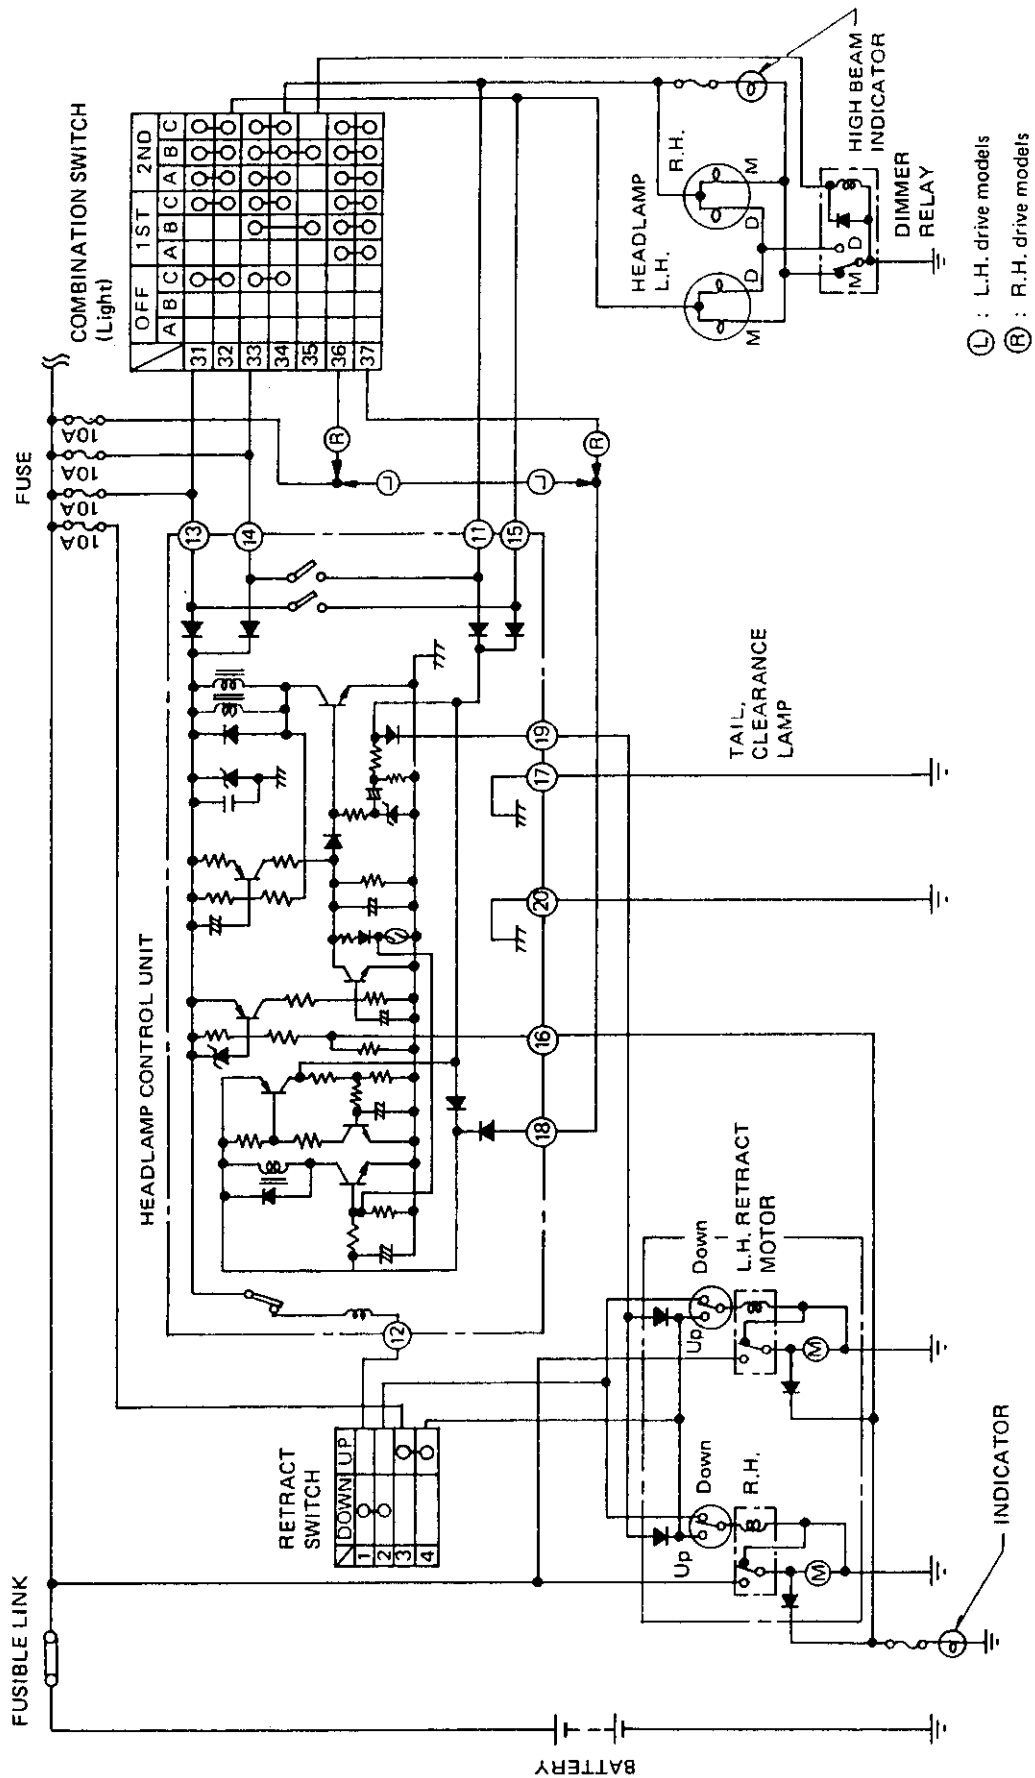 FUSIBLE LINK
BATTERY
FUSE
10A
10A
10A
10A
COMBINATION SWITCH
(Light)
OFF 1ST 2ND
A B C A B C A B C
31
32
33
34
35
36
37
RETRACT
SWITCH
DOWN UP
1
2
3
4
HEADLAMP CONTROL UNIT
12
13
14
11
15
18
16
20
17
19
R
L
L
R
TAIL,
CLEARANCE
LAMP
HEADLAMP
L.H.
R.H.
M
D
D
M
HIGH BEAM
INDICATOR
M
D
DIMMER
RELAY
Up
Down
R.H.
M
Up
Down
L.H. RETRACT
MOTOR
M
INDICATOR
L : L.H. drive models
R : R.H. drive models